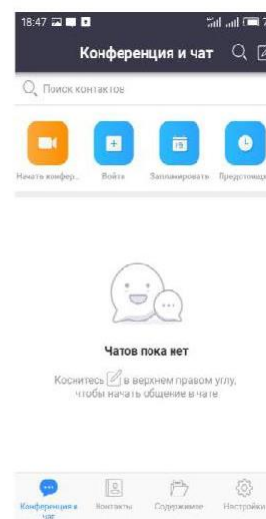 18:47
Конференция и чат
Поиск контактов
Начать конфер...
Войти
Запланировать
19
Чатов пока нет
Коснитесь в верхнем правом углу,
чтобы начать общение в чате
Конференция и
чат
Контакты
Содержимое
Настройки